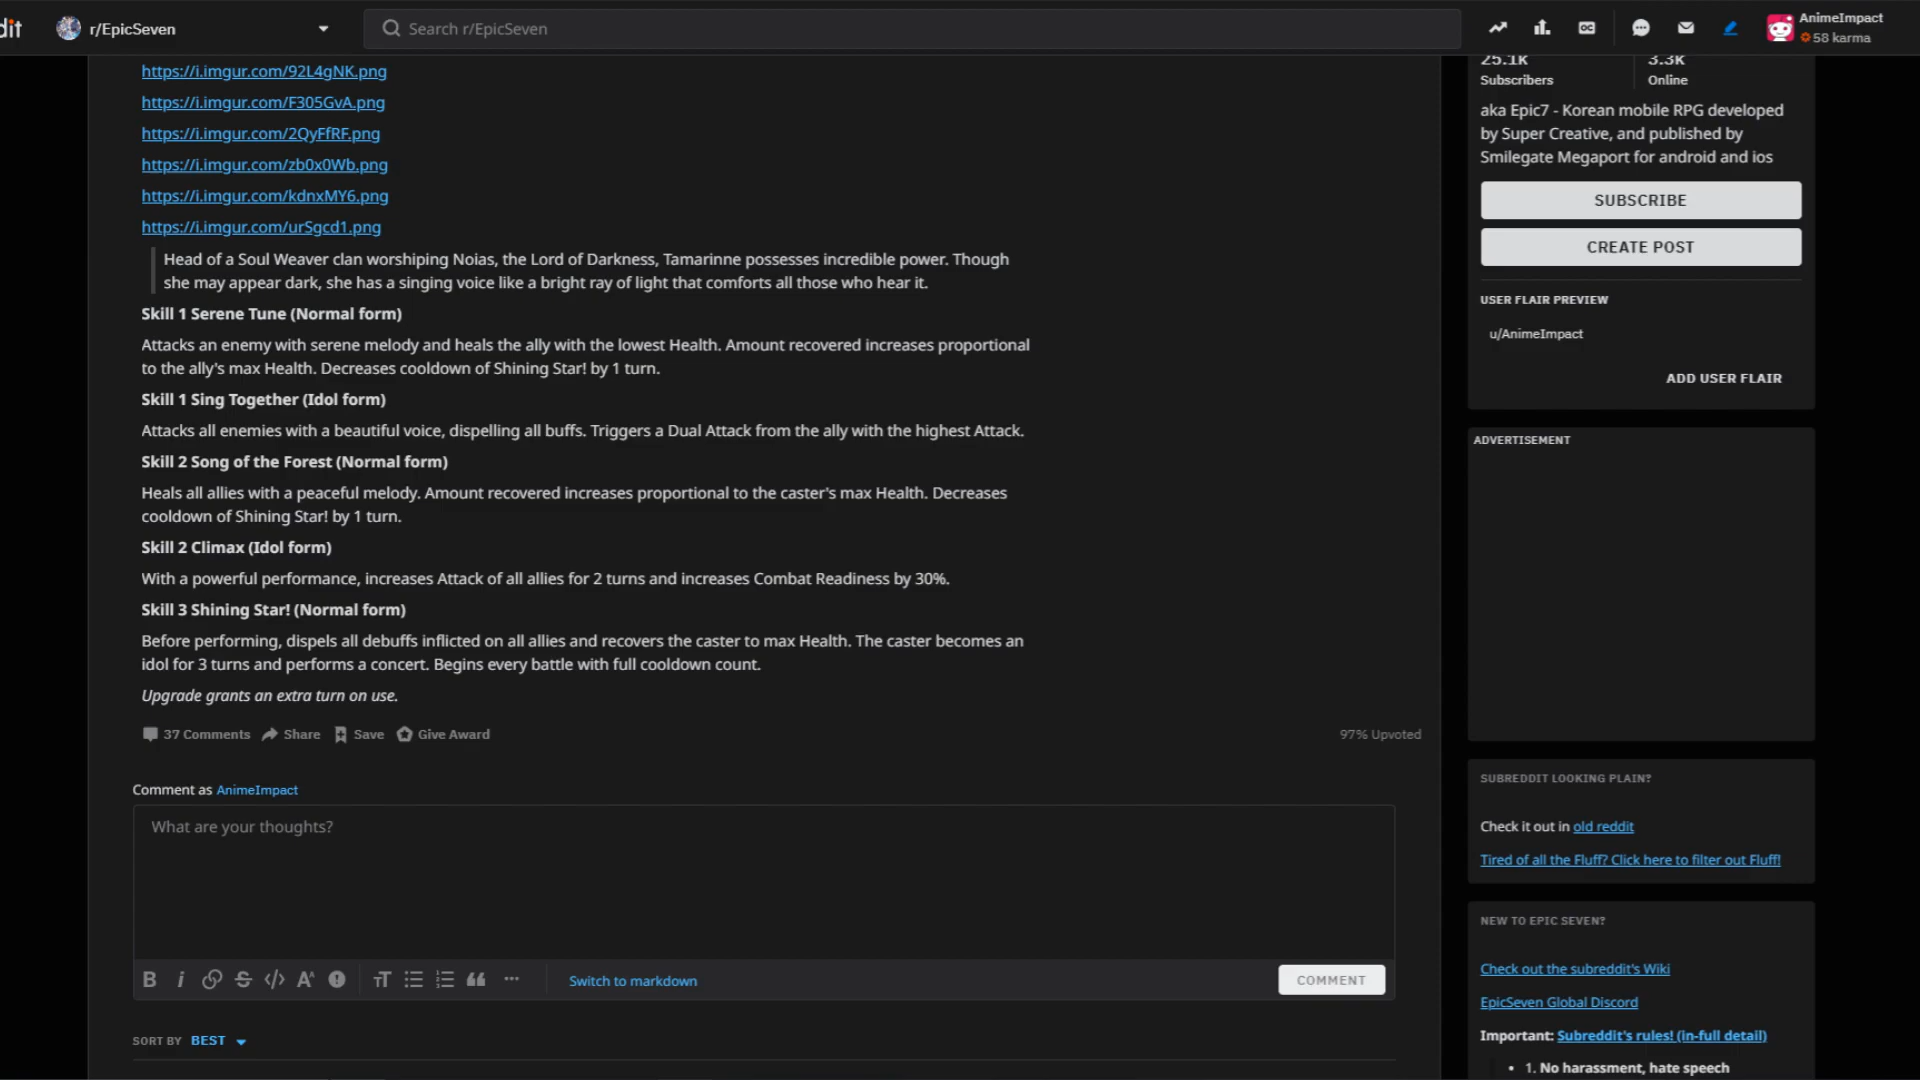 dit
r/EpicSeven
Search r/EpicSeven
AnimeImpact
58 karma
https://i.imgur.com/92L4gNK.png
https://i.imgur.com/F305GvA.png
https://i.imgur.com/2QyFfRF.png
https://i.imgur.com/zb0x0Wb.png
https://i.imgur.com/kdnxMY6.png
https://i.imgur.com/urSgcd1.png
Head of a Soul Weaver clan worshiping Noias, the Lord of Darkness, Tamarinne possesses incredible power. Though
she may appear dark, she has a singing voice like a bright ray of light that comforts all those who hear it.
Skill 1 Serene Tune (Normal form)
Attacks an enemy with serene melody and heals the ally with the lowest Health. Amount recovered increases proportional
to the ally's max Health. Decreases cooldown of Shining Star! by 1 turn.
Skill 1 Sing Together (Idol form)
Attacks all enemies with a beautiful voice, dispelling all buffs. Triggers a Dual Attack from the ally with the highest Attack.
Skill 2 Song of the Forest (Normal form)
Heals all allies with a peaceful melody. Amount recovered increases proportional to the caster's max Health. Decreases
cooldown of Shining Star! by 1 turn.
Skill 2 Climax (Idol form)
With a powerful performance, increases Attack of all allies for 2 turns and increases Combat Readiness by 30%.
Skill 3 Shining Star! (Normal form)
Before performing, dispels all debuffs inflicted on all allies and recovers the caster to max Health. The caster becomes an
idol for 3 turns and performs a concert. Begins every battle with full cooldown count.
Upgrade grants an extra turn on use.
37 Comments Share Save Give Award
97% Upvoted
Comment as AnimeImpact
What are your thoughts?
Switch to markdown
COMMENT
SORT BY BEST
25.1k 3.3k
Subscribers Online
aka Epic7 - Korean mobile RPG developed
by Super Creative, and published by
Smilegate Megaport for android and ios
SUBSCRIBE
CREATE POST
USER FLAIR PREVIEW
u/AnimeImpact
ADD USER FLAIR
ADVERTISEMENT
SUBREDDIT LOOKING PLAIN?
Check it out in old reddit
Tired of all the Fluff? Click here to filter out Fluff!
NEW TO EPIC SEVEN?
Check out the subreddit's Wiki
EpicSeven Global Discord
Important: Subreddit's rules! (in-full detail)
• 1. No harassment, hate speech